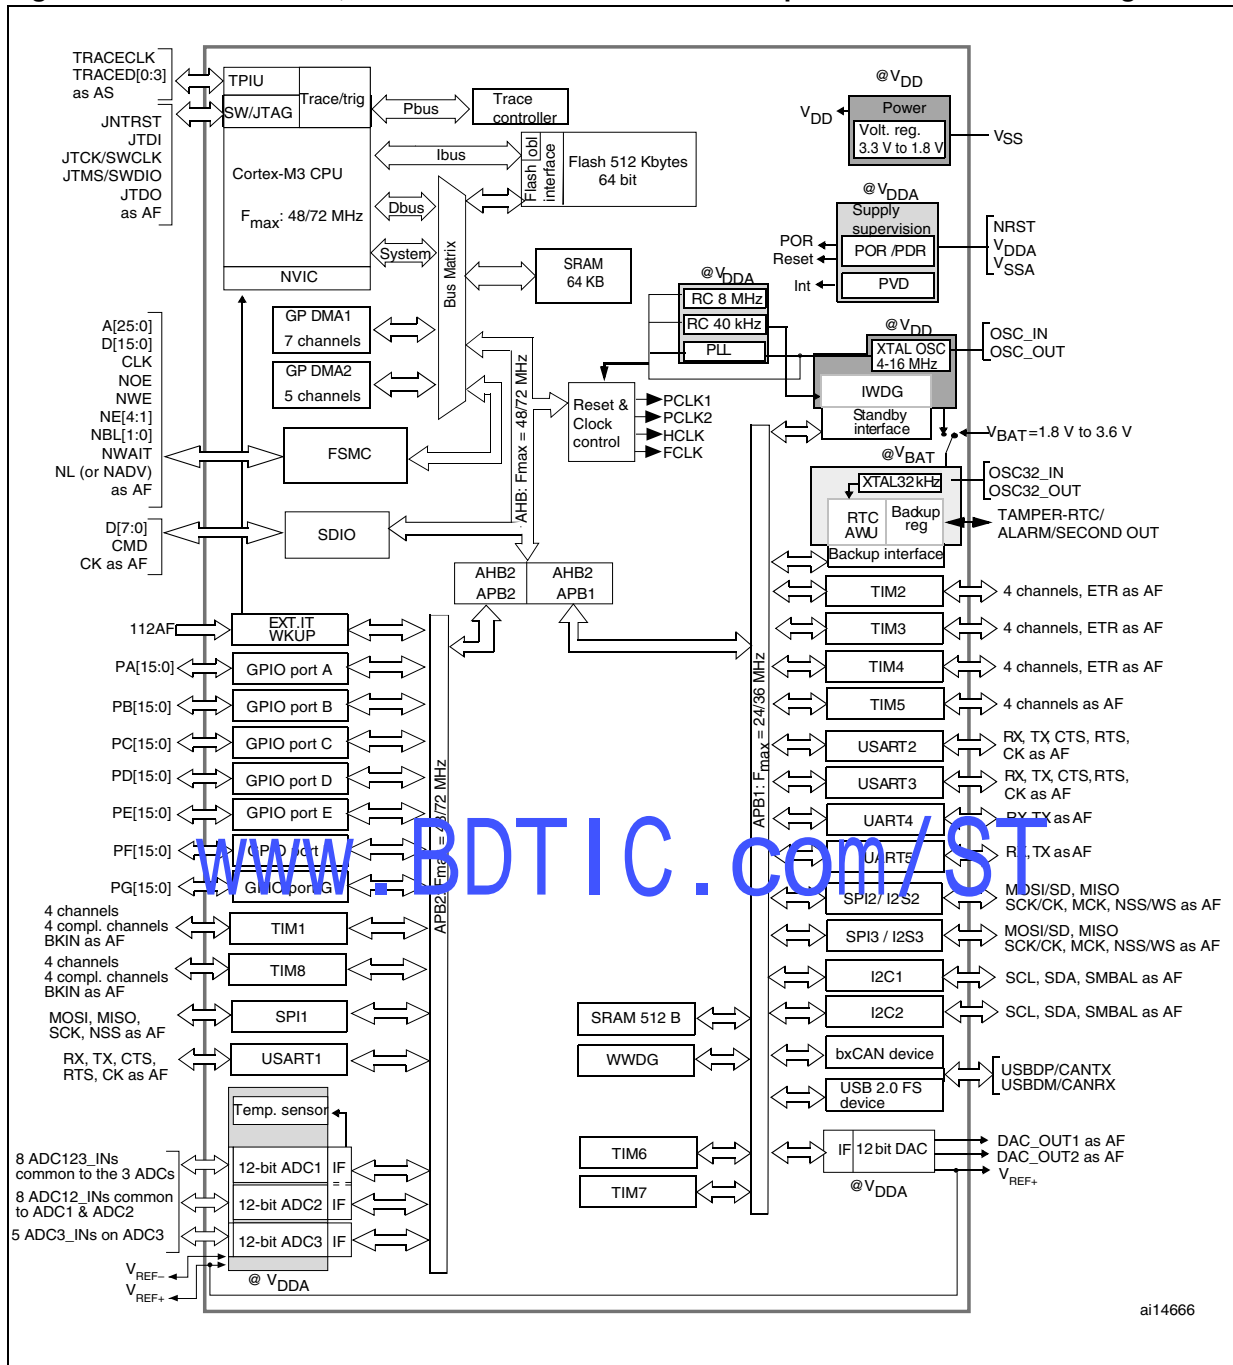 TRACECLK
TRACED[0:3]
as AS
JNTRST
JTDI
JTCK/SWCLK
JTMS/SWDIO
JTDO
as AF
TPIU
SW/JTAG
Trace/trig
Cortex-M3 CPU
Fmax: 48/72 MHz
NVIC
Pbus
Trace
controller
Ibus
Dbus
System
Bus Matrix
Flash obl
interface
Flash 512 Kbytes
64 bit
SRAM
64 KB
GP DMA1
7 channels
GP DMA2
5 channels
@VDD
VDD
Power
Volt. reg.
3.3 V to 1.8 V
VSS
@VDDA
Supply
supervision
POR /PDR
PVD
POR
Reset
Int
NRST
VDDA
VSSA
@VDDA
RC 8 MHz
RC 40 kHz
PLL
@VDD
XTAL OSC
4-16 MHz
IWDG
Standby
interface
OSC_IN
OSC_OUT
VBAT=1.8 V to 3.6 V
Reset &
Clock
control
PCLK1
PCLK2
HCLK
FCLK
@VBAT
XTAL32kHz
RTC
AWU
Backup
reg
Backup interface
OSC32_IN
OSC32_OUT
TAMPER-RTC/
ALARM/SECOND OUT
A[25:0]
D[15:0]
CLK
NOE
NWE
NE[4:1]
NBL[1:0]
NWAIT
NL (or NADV)
as AF
FSMC
D[7:0]
CMD
CK as AF
SDIO
AHB: Fmax = 48/72 MHz
AHB2
APB2
AHB2
APB1
112AF
EXT.IT
WKUP
PA[15:0]
GPIO port A
PB[15:0]
GPIO port B
PC[15:0]
GPIO port C
PD[15:0]
GPIO port D
PE[15:0]
GPIO port E
PF[15:0]
GPIO port
PG[15:0]
GPIO port G
4 channels
4 compl. channels
BKIN as AF
TIM1
4 channels
4 compl. channels
BKIN as AF
TIM8
MOSI, MISO,
SCK, NSS as AF
SPI1
RX, TX, CTS,
RTS, CK as AF
USART1
Temp. sensor
8 ADC123_INs
common to the 3 ADCs
12-bit ADC1 IF
8 ADC12_INs common
to ADC1 & ADC2
12-bit ADC2 IF
5 ADC3_INs on ADC3
12-bit ADC3 IF
VREF–
VREF+
@ VDDA
APB2: Fmax = 48/72 MHz
APB1: Fmax = 24/36 MHz
TIM2
4 channels, ETR as AF
TIM3
4 channels, ETR as AF
TIM4
4 channels, ETR as AF
TIM5
4 channels as AF
USART2
RX, TX, CTS, RTS,
CK as AF
USART3
RX, TX, CTS, RTS,
CK as AF
UART4
RX,TX as AF
UART5
RX,TX as AF
SPI2/ I2S2
MOSI/SD, MISO
SCK/CK, MCK, NSS/WS as AF
SPI3 / I2S3
MOSI/SD, MISO
SCK/CK, MCK, NSS/WS as AF
I2C1
SCL, SDA, SMBAL as AF
I2C2
SCL, SDA, SMBAL as AF
SRAM 512 B
WWDG
bxCAN device
USB 2.0 FS
device
USBDP/CANTX
USBDM/CANRX
TIM6
TIM7
IF 12bit DAC
@VDDA
DAC_OUT1 as AF
DAC_OUT2 as AF
VREF+
www.BDTIC.com/ST
ai14666